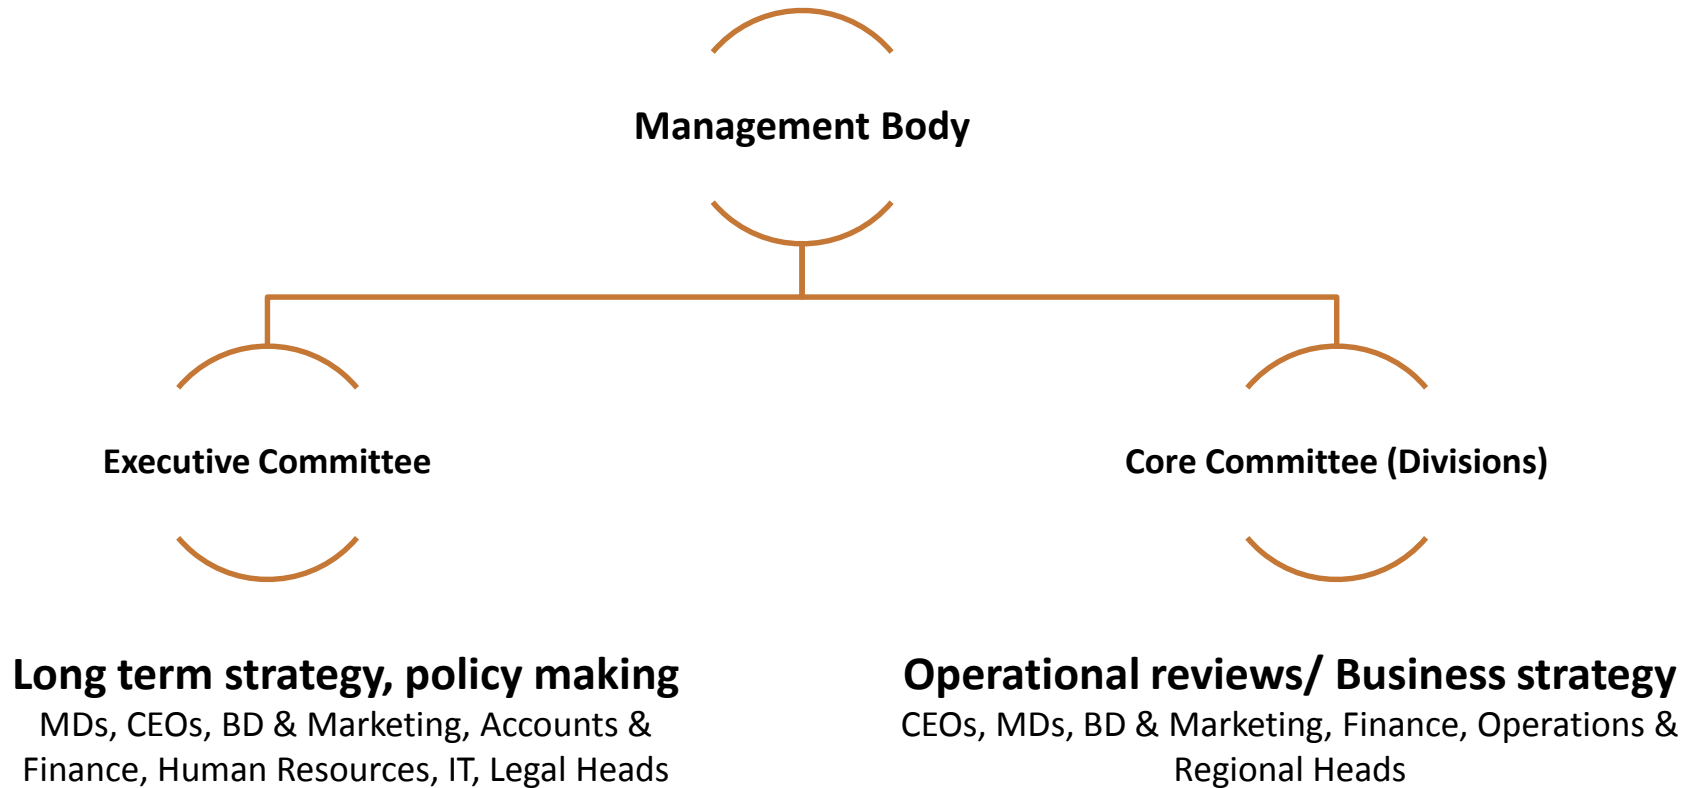 Management Body
Executive Committee
Core Committee (Divisions)
Long term strategy, policy making
MDs, CEOs, BD & Marketing, Accounts &
Finance, Human Resources, IT, Legal Heads
Operational reviews/ Business strategy
CEOs, MDs, BD & Marketing, Finance, Operations &
Regional Heads